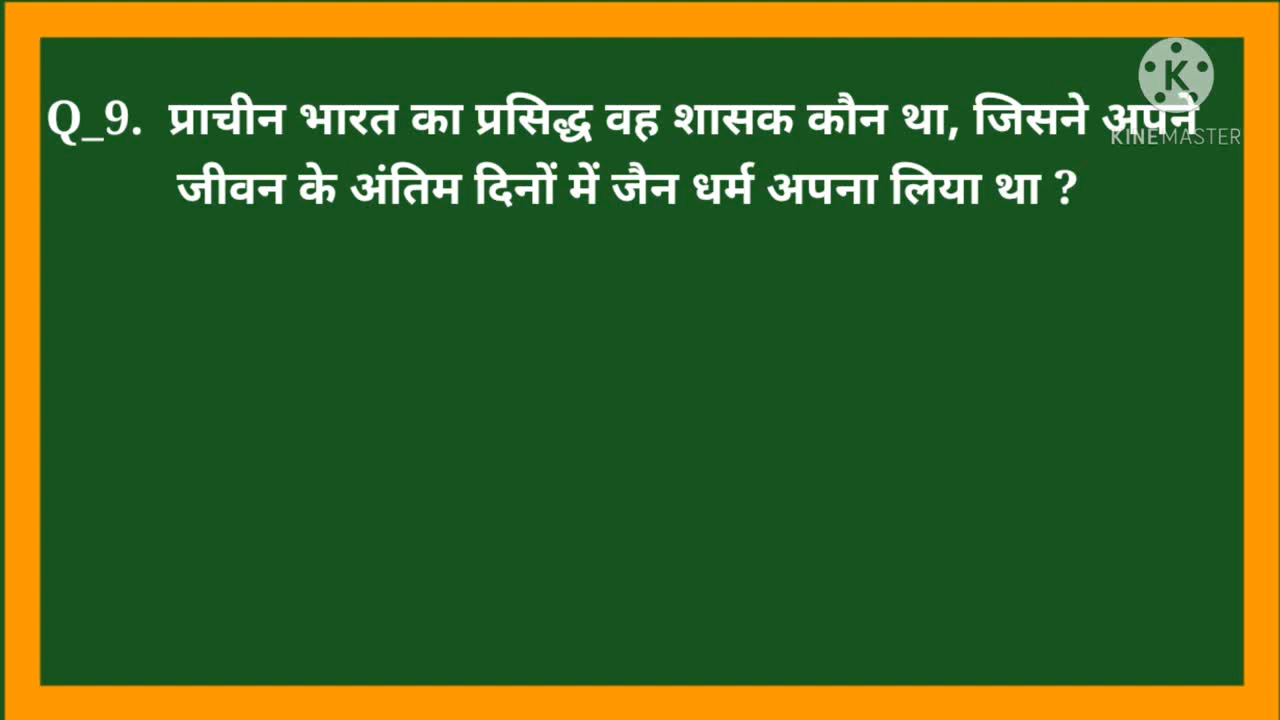 Q_9. प्राचीन भारत का प्रसिद्ध वह शासक कौन था, जिसने अपने
जीवन के अंतिम दिनों में जैन धर्म अपना लिया था ?
K
KINEMASTER